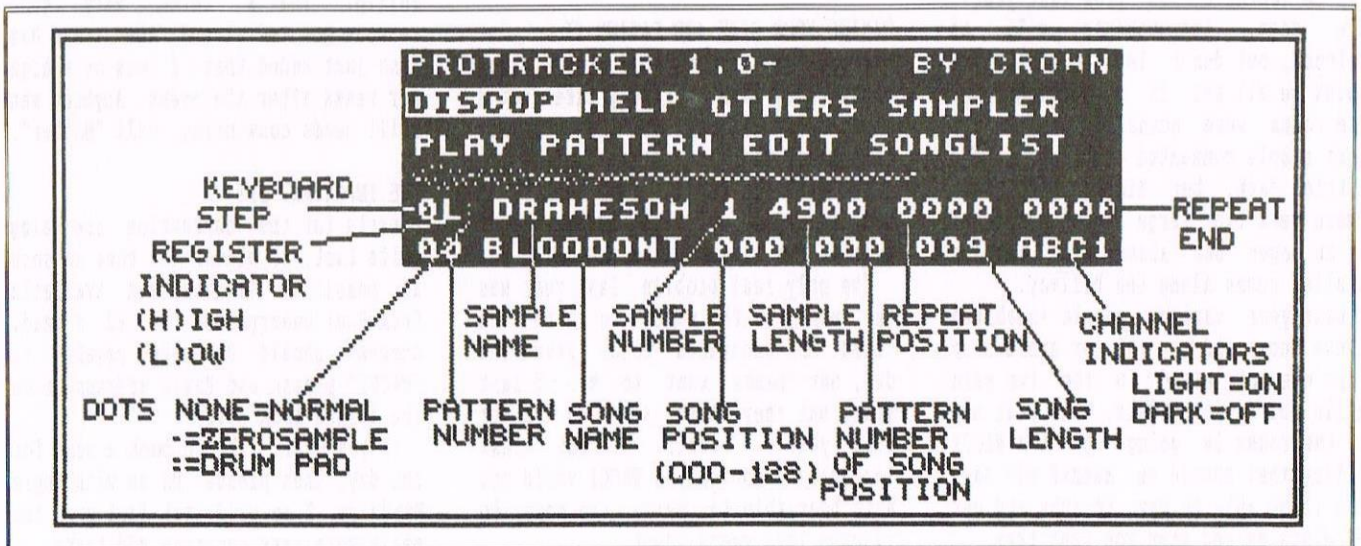 PROTRACKER 1.0- BY CROWN
DISCOP HELP OTHERS SAMPLER
PLAY PATTERN EDIT SONGLIST
KEYBOARD
STEP
0L: DRAHESOH 1 4900 0000 0000
REPEAT
END
REGISTER
INDICATOR
(H)IGH
(L)OW
00 BLOODONT 000 000 009 ABC1
SAMPLE
NAME
SAMPLE
NUMBER
SAMPLE
LENGTH
REPEAT
POSITION
CHANNEL
INDICATORS
LIGHT=ON
DARK=OFF
DOTS NONE=NORMAL
.=ZEROSAMPLE
:=DRUM PAD
PATTERN
NUMBER
SONG
NAME
SONG
POSITION
(000-128)
PATTERN
NUMBER
OF SONG
POSITION
SONG
LENGTH